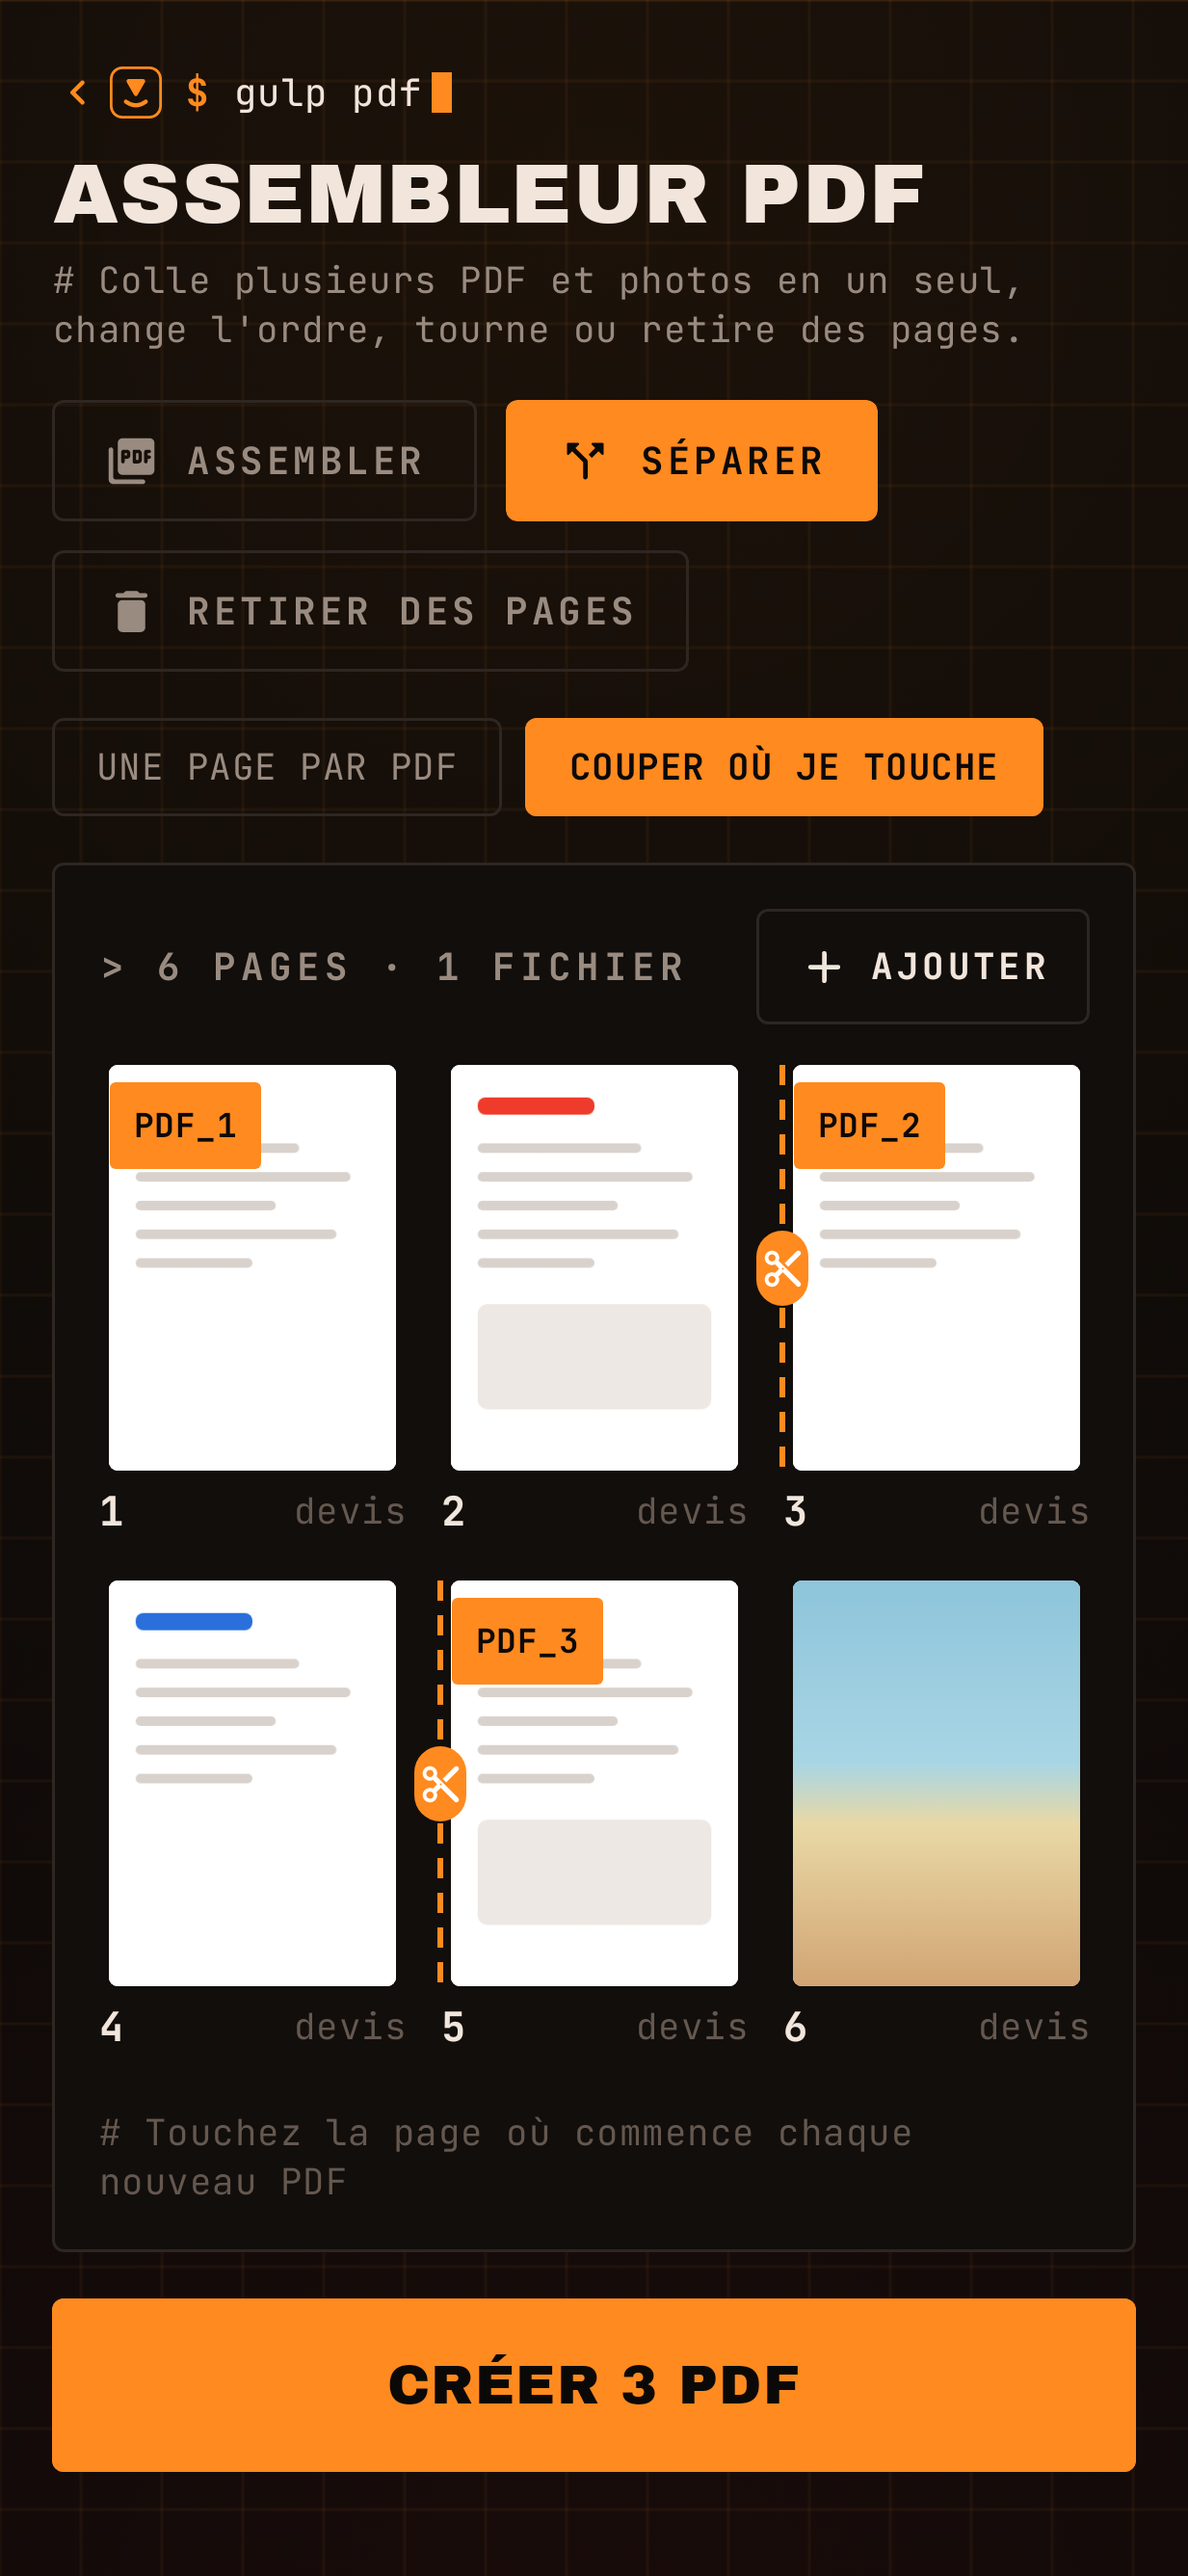 $ gulp pdf
ASSEMBLEUR PDF
# Colle plusieurs PDF et photos en un seul,
change l'ordre, tourne ou retire des pages.
PDF ASSEMBLER
SÉPARER
RETIRER DES PAGES
UNE PAGE PAR PDF
COUPER OÙ JE TOUCHE
> 6 PAGES · 1 FICHIER
+ AJOUTER
PDF_1
PDF_2
1 devis
2 devis
3 devis
PDF_3
4 devis
5 devis
6 devis
# Touchez la page où commence chaque
nouveau PDF
CRÉER 3 PDF